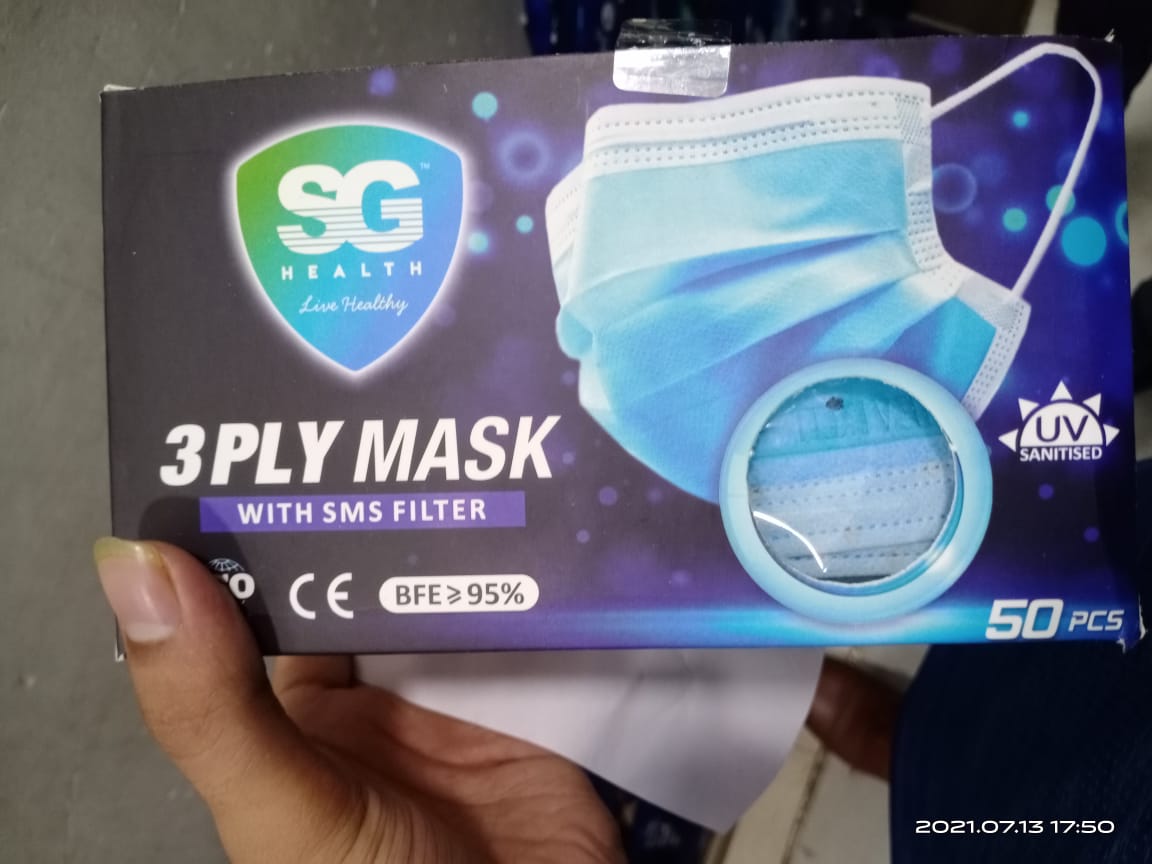 SG™
HEALTH
Live Healthy
3 PLY MASK
WITH SMS FILTER
CE
BFE ≥ 95%
UV
SANITISED
50 PCS
2021.07.13 17:50